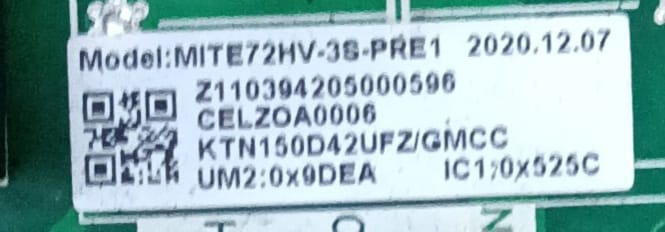 Model:MITE72HV-3S-PRE1 2020.12.07
Z110394205000596
CELZOA0006
KTN150D42UFZ/GMCC
UM2:0x9DEA IC1:0x525C